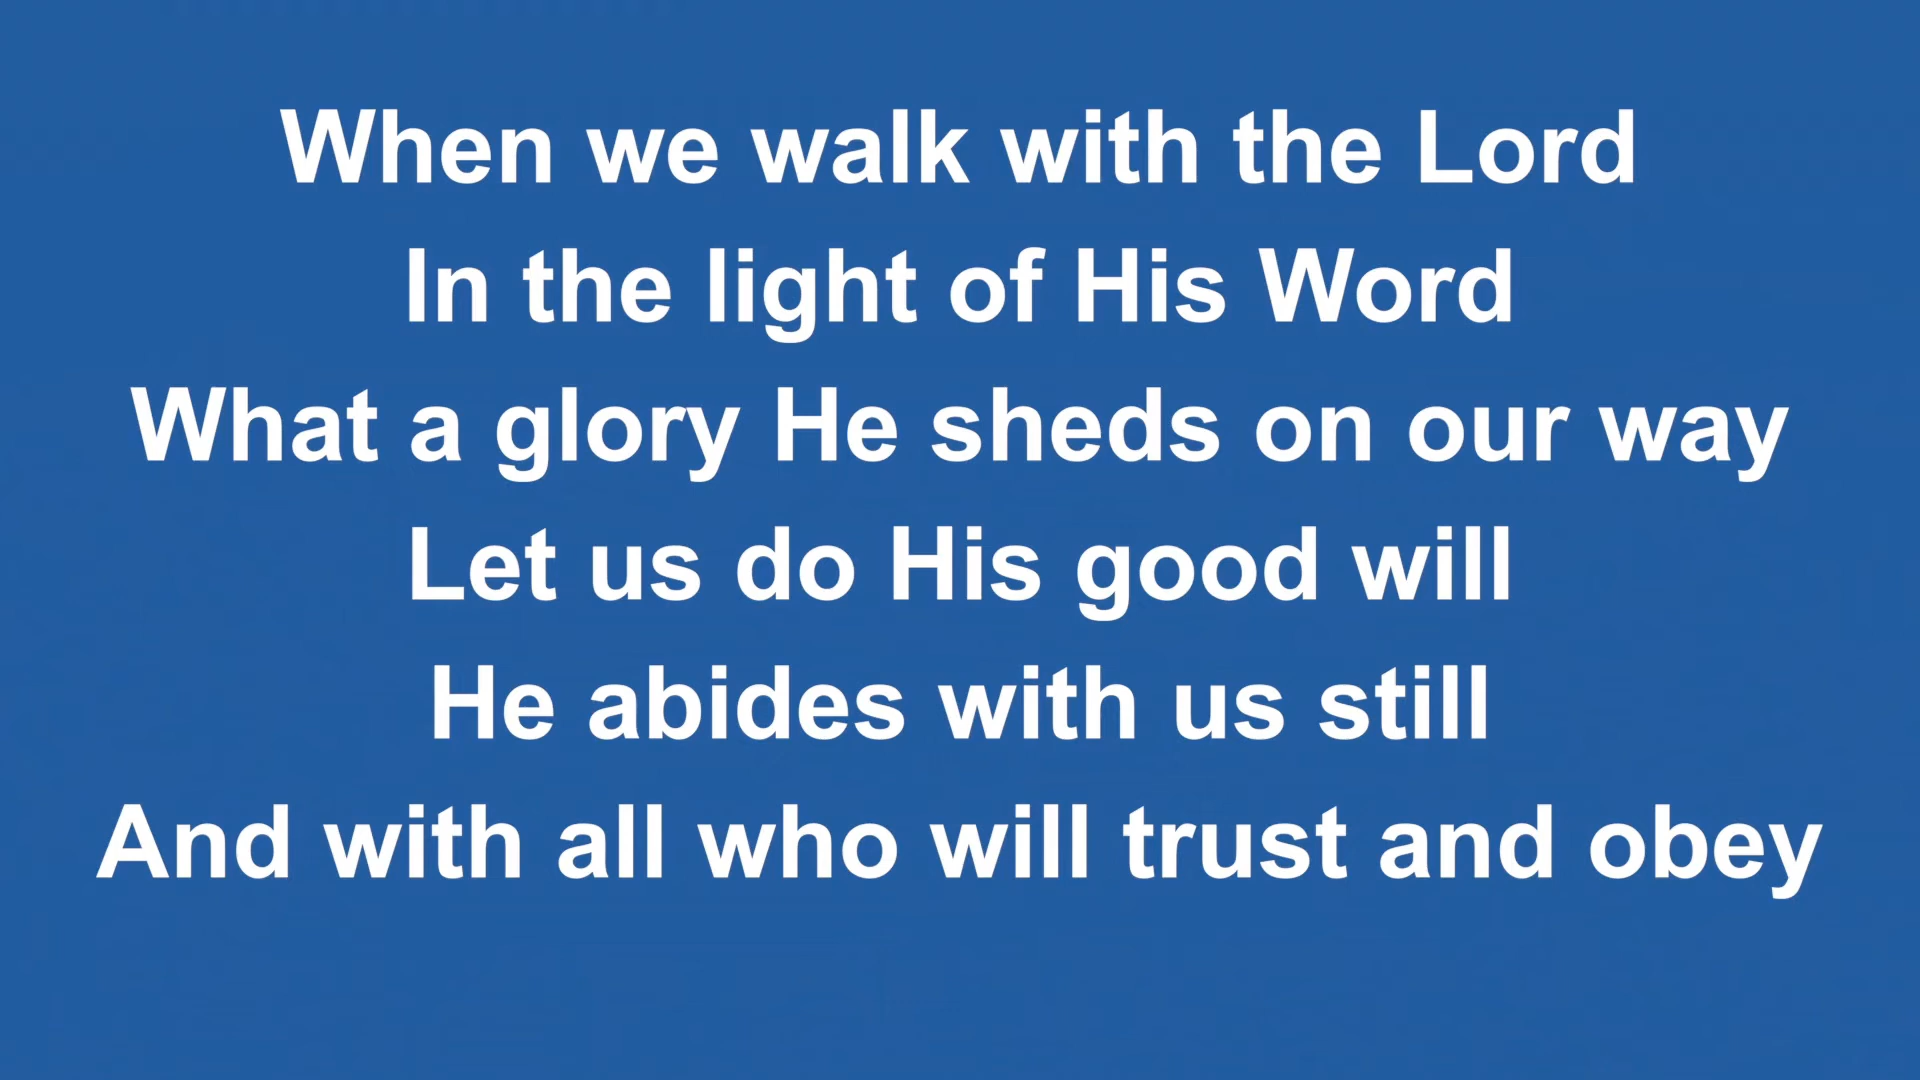 When we walk with the Lord
In the light of His Word
What a glory He sheds on our way
Let us do His good will
He abides with us still
And with all who will trust and obey